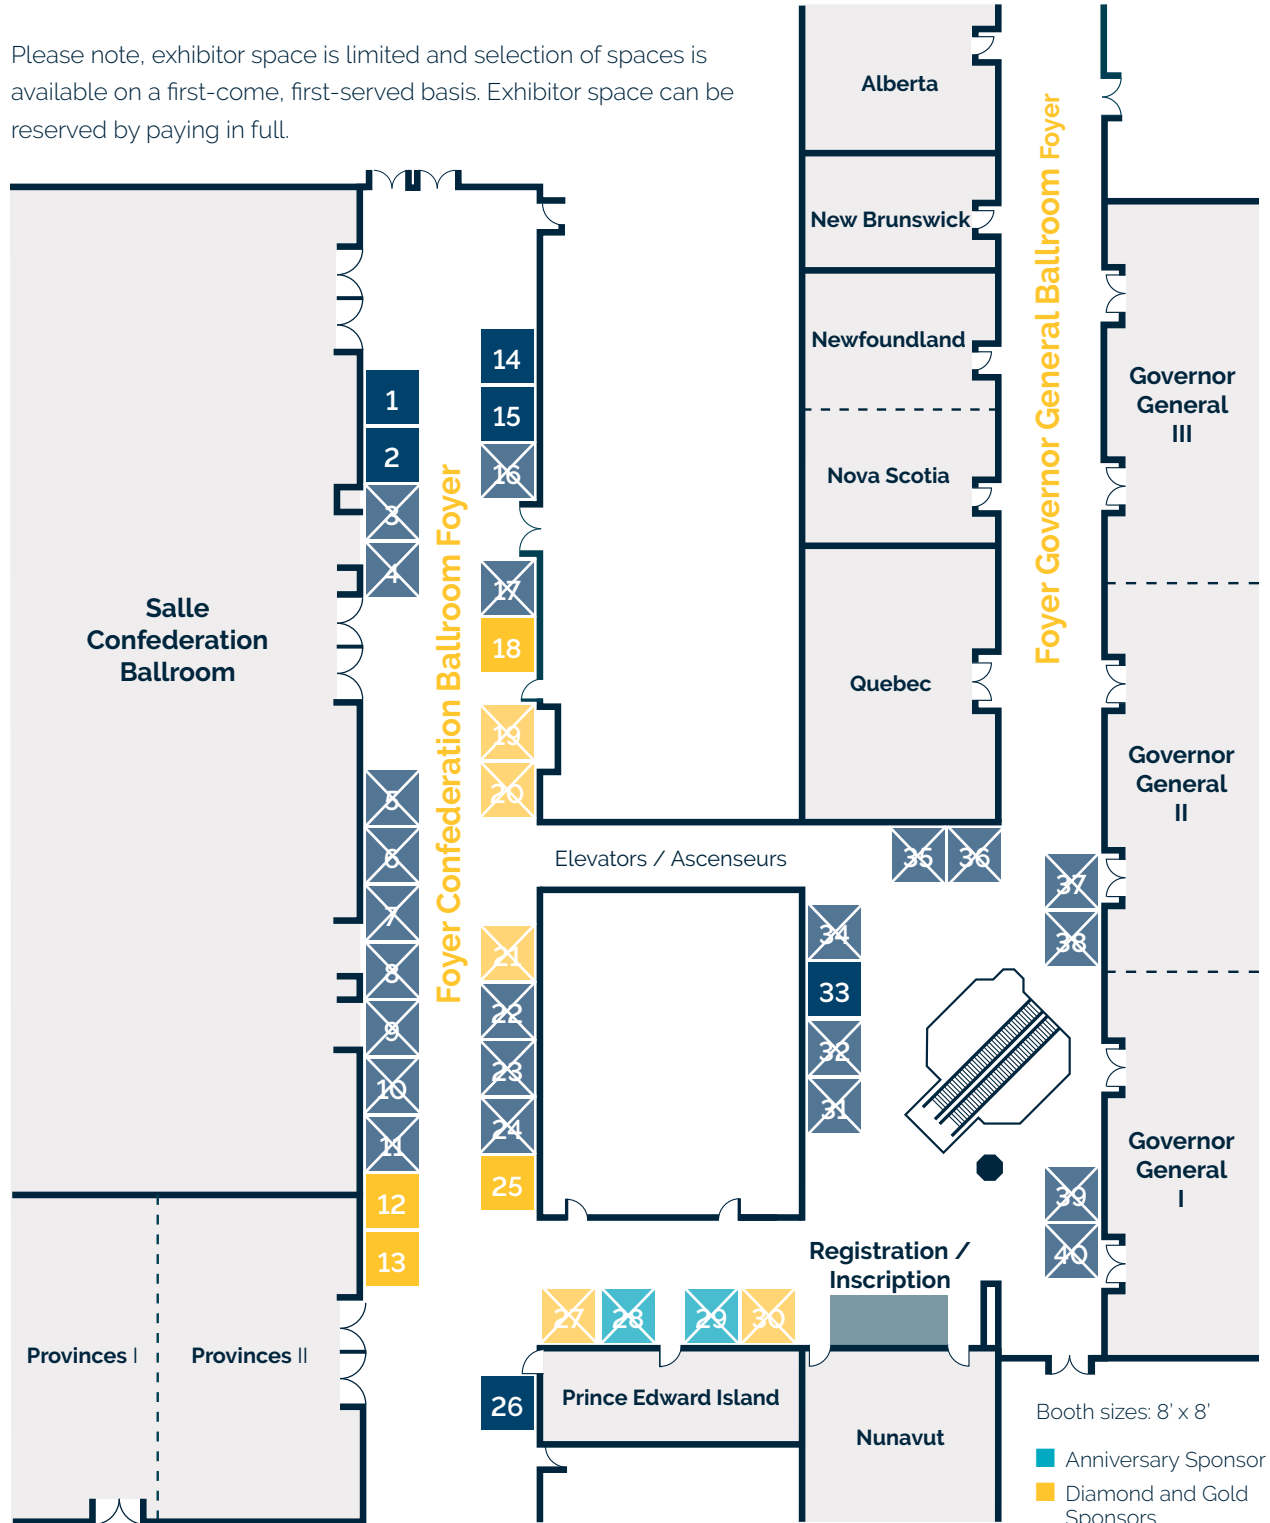 Please note, exhibitor space is limited and selection of spaces is
available on a first-come, first-served basis. Exhibitor space can be
reserved by paying in full.
Alberta
New Brunswick
Newfoundland
Nova Scotia
Quebec
Foyer Governor General Ballroom Foyer
Governor
General
III
Governor
General
II
Governor
General
I
Salle
Confederation
Ballroom
Foyer Confederation Ballroom Foyer
1
2
3
4
5
6
7
8
9
10
11
12
13
14
15
16
17
18
19
20
21
22
23
24
25
26
Elevators / Ascenseurs
35
36
37
38
34
33
32
31
39
40
Registration /
Inscription
27
28
29
30
Provinces I
Provinces II
Prince Edward Island
Nunavut
Booth sizes: 8’ x 8’
Anniversary Sponsor
Diamond and Gold
Sponsors